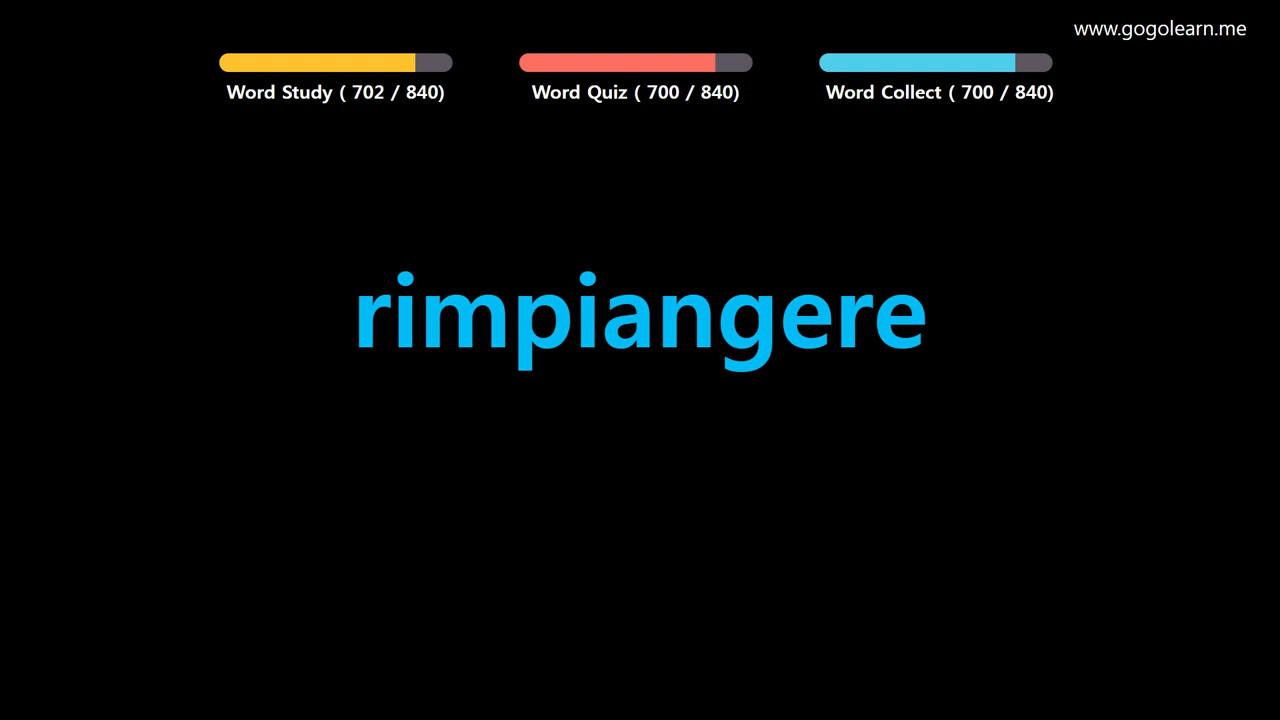 www.gogolearn.me
Word Study ( 702 / 840)
Word Quiz ( 700 / 840)
Word Collect ( 700 / 840)
rimpiangere